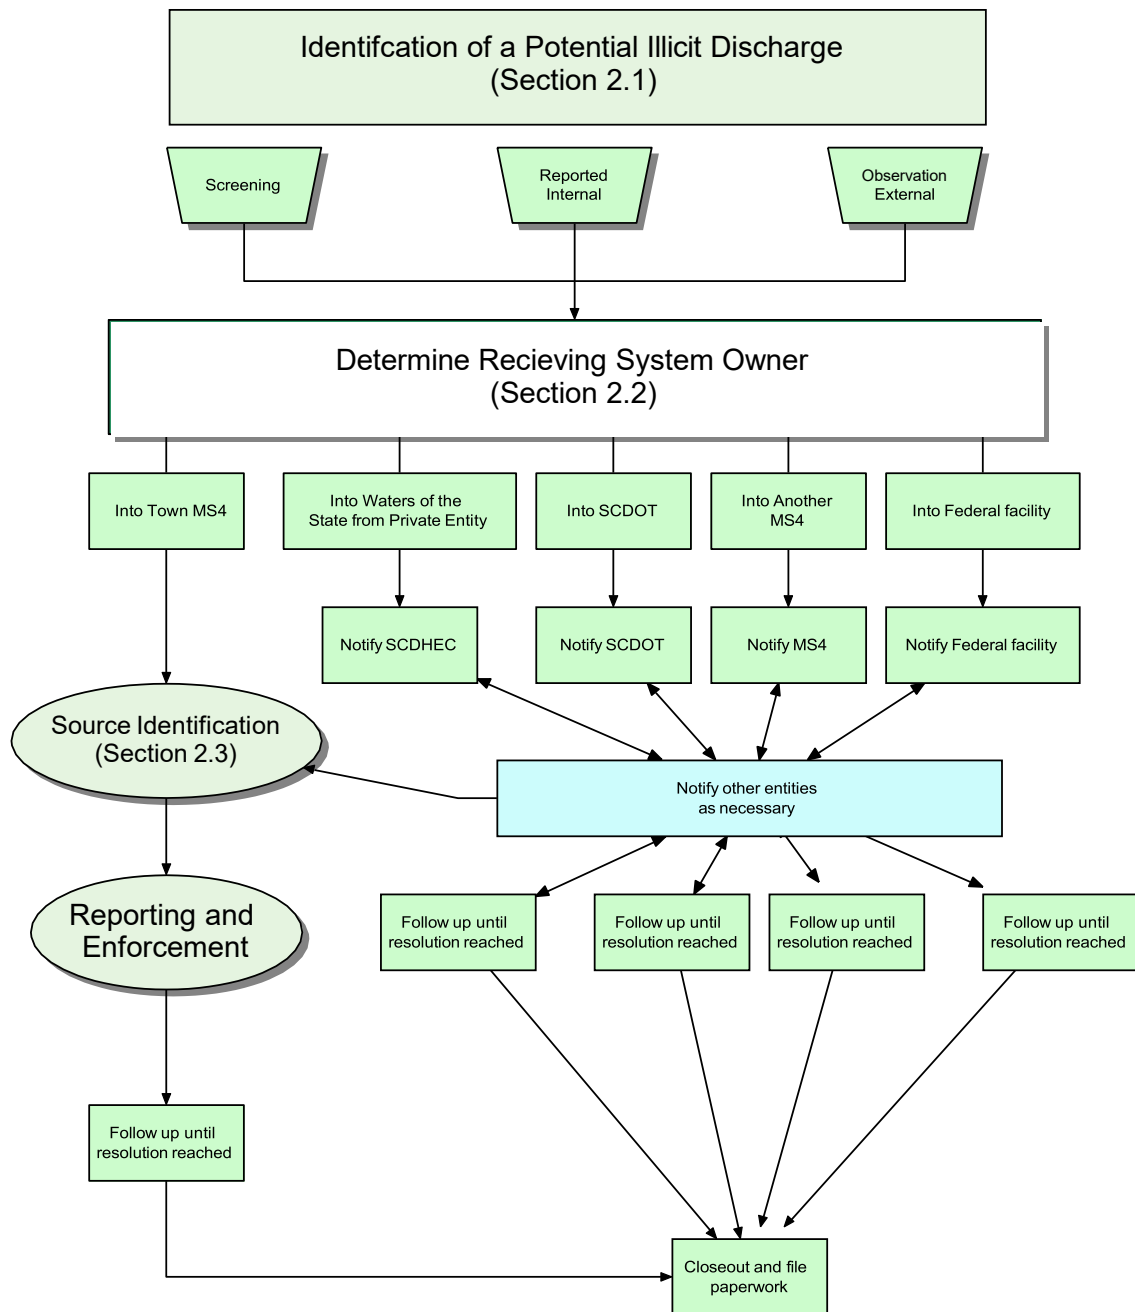 Identifcation of a Potential Illicit Discharge
(Section 2.1)
Screening
Reported
Internal
Observation
External
Determine Recieving System Owner
(Section 2.2)
Into Town MS4
Into Waters of the
State from Private Entity
Into SCDOT
Into Another
MS4
Into Federal facility
Notify SCDHEC
Notify SCDOT
Notify MS4
Notify Federal facility
Source Identification
(Section 2.3)
Notify other entities
as necessary
Reporting and
Enforcement
Follow up until
resolution reached
Follow up until
resolution reached
Follow up until
resolution reached
Follow up until
resolution reached
Follow up until
resolution reached
Closeout and file
paperwork